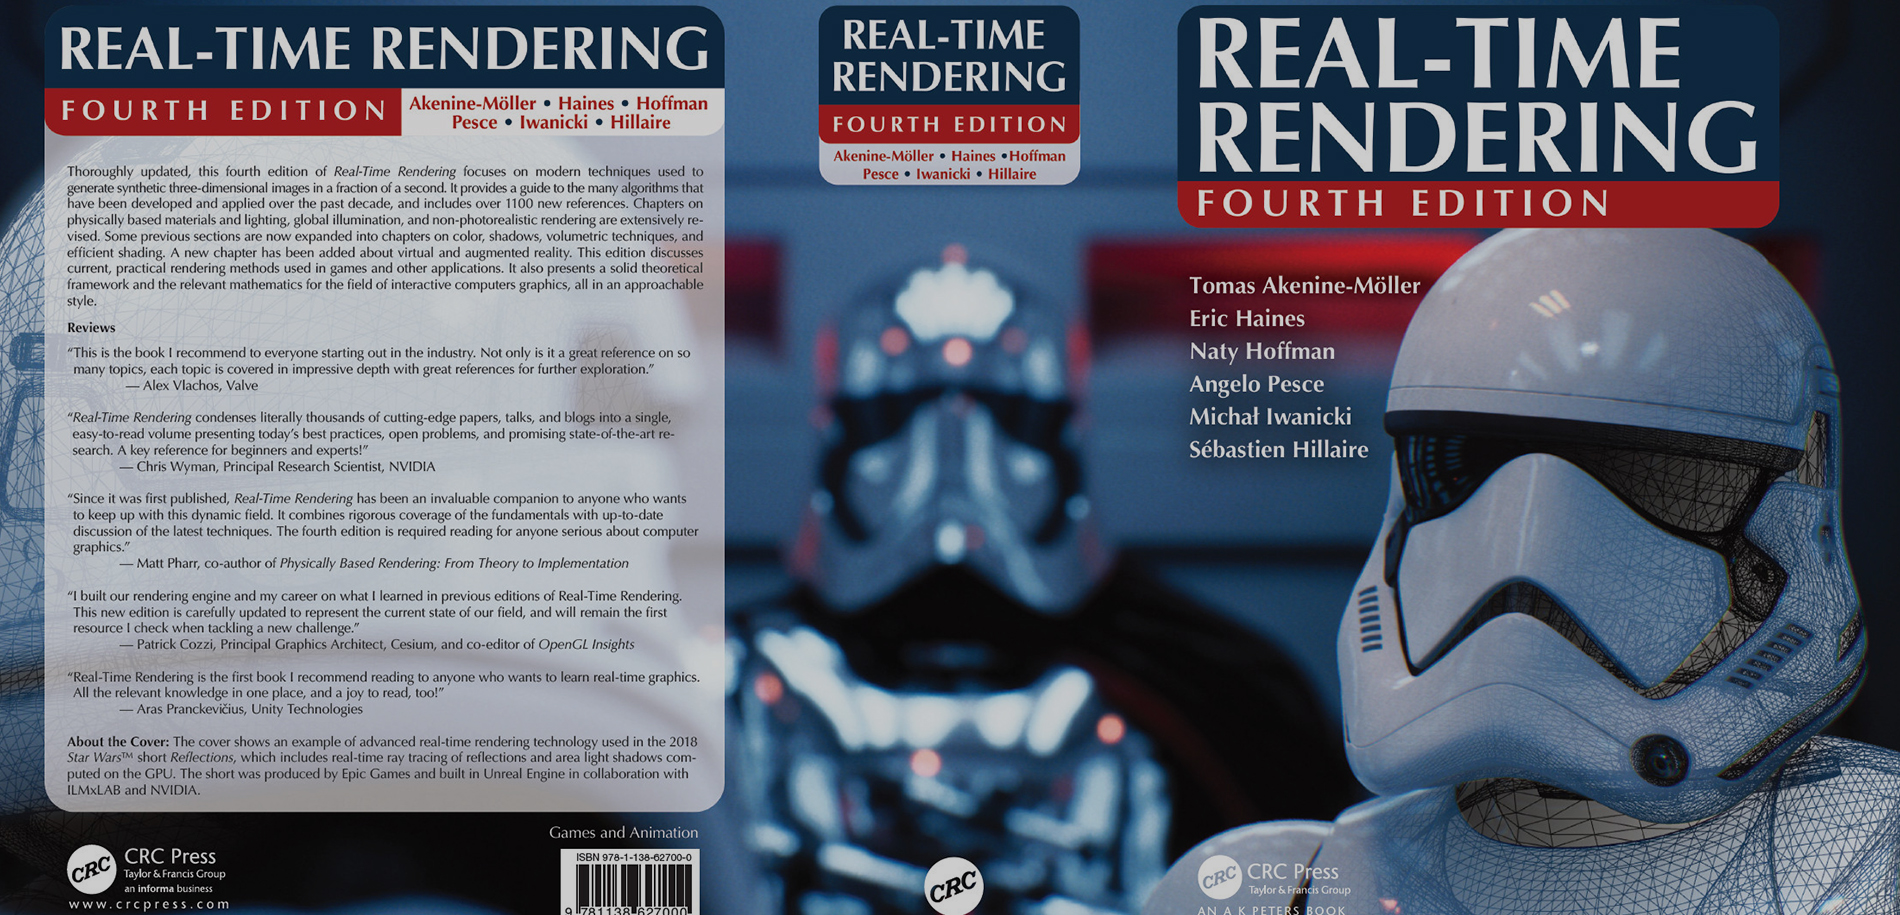 REAL-TIME RENDERING
FOURTH EDITION
Akenine-Möller • Haines • Hoffman
Pesce • Iwanicki • Hillaire
Thoroughly updated, this fourth edition of Real-Time Rendering focuses on modern techniques used to
generate synthetic three-dimensional images in a fraction of a second. It provides a guide to the many algorithms that
have been developed and applied over the past decade, and includes over 1100 new references. Chapters on
physically based materials and lighting, global illumination, and non-photorealistic rendering are extensively re-
vised. Some previous sections are now expanded into chapters on color, shadows, volumetric techniques, and
efficient shading. A new chapter has been added about virtual and augmented reality. This edition discusses
current, practical rendering methods used in games and other applications. It also presents a solid theoretical
framework and the relevant mathematics for the field of interactive computers graphics, all in an approachable
style.
Reviews
“This is the book I recommend to everyone starting out in the industry. Not only is it a great reference on so
many topics, each topic is covered in impressive depth with great references for further exploration.”
— Alex Vlachos, Valve
“Real-Time Rendering condenses literally thousands of cutting-edge papers, talks, and blogs into a single,
easy-to-read volume presenting today’s best practices, open problems, and promising state-of-the-art re-
search. A key reference for beginners and experts!”
— Chris Wyman, Principal Research Scientist, NVIDIA
“Since it was first published, Real-Time Rendering has been an invaluable companion to anyone who wants
to keep up with this dynamic field. It combines rigorous coverage of the fundamentals with up-to-date
discussion of the latest techniques. The fourth edition is required reading for anyone serious about computer
graphics.”
— Matt Pharr, co-author of Physically Based Rendering: From Theory to Implementation
“I built our rendering engine and my career on what I learned in previous editions of Real-Time Rendering.
This new edition is carefully updated to represent the current state of our field, and will remain the first
resource I check when tackling a new challenge.”
— Patrick Cozzi, Principal Graphics Architect, Cesium, and co-editor of OpenGL Insights
“Real-Time Rendering is the first book I recommend reading to anyone who wants to learn real-time graphics.
All the relevant knowledge in one place, and a joy to read, too!”
— Aras Pranckevičius, Unity Technologies
About the Cover: The cover shows an example of advanced real-time rendering technology used in the 2018
Star Wars™ short Reflections, which includes real-time ray tracing of reflections and area light shadows com-
puted on the GPU. The short was produced by Epic Games and built in Unreal Engine in collaboration with
ILMxLAB and NVIDIA.
Games and Animation
CRC
CRC Press
Taylor & Francis Group
an informa business
www.crcpress.com
ISBN 978-1-138-62700-0
9 781138 627000
REAL-TIME
RENDERING
FOURTH EDITION
Akenine-Möller • Haines •Hoffman
Pesce • Iwanicki • Hillaire
CRC
REAL-TIME
RENDERING
FOURTH EDITION
Tomas Akenine-Möller
Eric Haines
Naty Hoffman
Angelo Pesce
Michał Iwanicki
Sébastien Hillaire
CRC
CRC Press
Taylor & Francis Group
AN A K PETERS BOOK